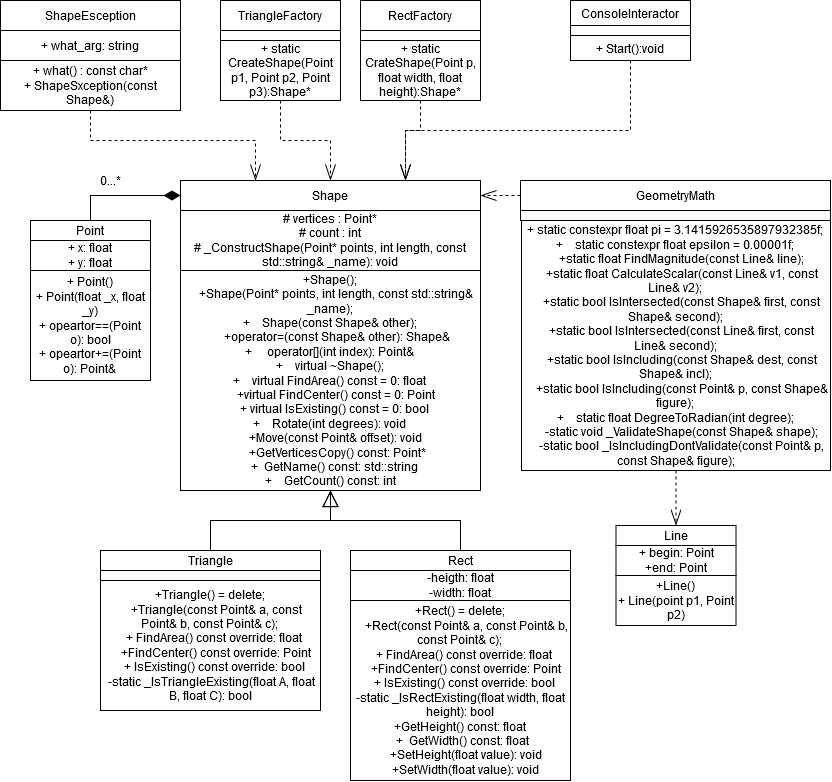 ShapeException
+ what_arg: string
+ what() : const char*
+ ShapeSxception(const
Shape&)
TriangleFactory
+ static
CreateShape(Point
p1, Point p2, Point
p3):Shape*
RectFactory
+ static
CrateShape(Point p,
float width, float
height):Shape*
ConsoleInteractor
+ Start():void
0...*
Point
+ x: float
+ y: float
+ Point()
+ Point(float _x, float
_y)
+ opeartor==(Point
o): bool
+ opeartor+=(Point
o): Point&
Shape
# vertices : Point*
# count : int
# _ConstructShape(Point* points, int length, const
std::string& _name): void
+Shape();
+Shape(Point* points, int length, const std::string&
_name);
+ Shape(const Shape& other);
+operator=(const Shape& other): Shape&
+ operator[](int index): Point&
+ virtual ~Shape();
+ virtual FindArea() const = 0: float
+virtual FindCenter() const = 0: Point
+ virtual IsExisting() const = 0: bool
+ Rotate(int degrees): void
+Move(const Point& offset): void
+GetVerticesCopy() const: Point*
+ GetName() const: std::string
+ GetCount() const: int
GeometryMath
+ static constexpr float pi = 3.1415926535897932385f;
+ static constexpr float epsilon = 0.00001f;
+static float FindMagnitude(const Line& line);
+static float CalculateScalar(const Line& v1, const
Line& v2);
+static bool IsIntersected(const Shape& first, const
Shape& second);
+static bool IsIntersected(const Line& first, const
Line& second);
+static bool IsIncluding(const Shape& dest, const
Shape& incl);
+static bool IsIncluding(const Point& p, const Shape&
figure);
+ static float DegreeToRadian(int degree);
-static void _ValidateShape(const Shape& shape);
-static bool _IsIncludingDontValidate(const Point& p,
const Shape& figure);
Line
+ begin: Point
+end: Point
+Line()
+ Line(point p1, Point
p2)
Triangle
+Triangle() = delete;
+Triangle(const Point& a, const
Point& b, const Point& c);
+ FindArea() const override: float
+FindCenter() const override: Point
+ IsExisting() const override: bool
-static _IsTriangleExisting(float A, float
B, float C): bool
Rect
-heigth: float
-width: float
+Rect() = delete;
+Rect(const Point& a, const Point& b,
const Point& c);
+ FindArea() const override: float
+FindCenter() const override: Point
+ IsExisting() const override: bool
-static _IsRectExisting(float width, float
height): bool
+GetHeight() const: float
+ GetWidth() const: float
+SetHeight(float value): void
+SetWidth(float value): void